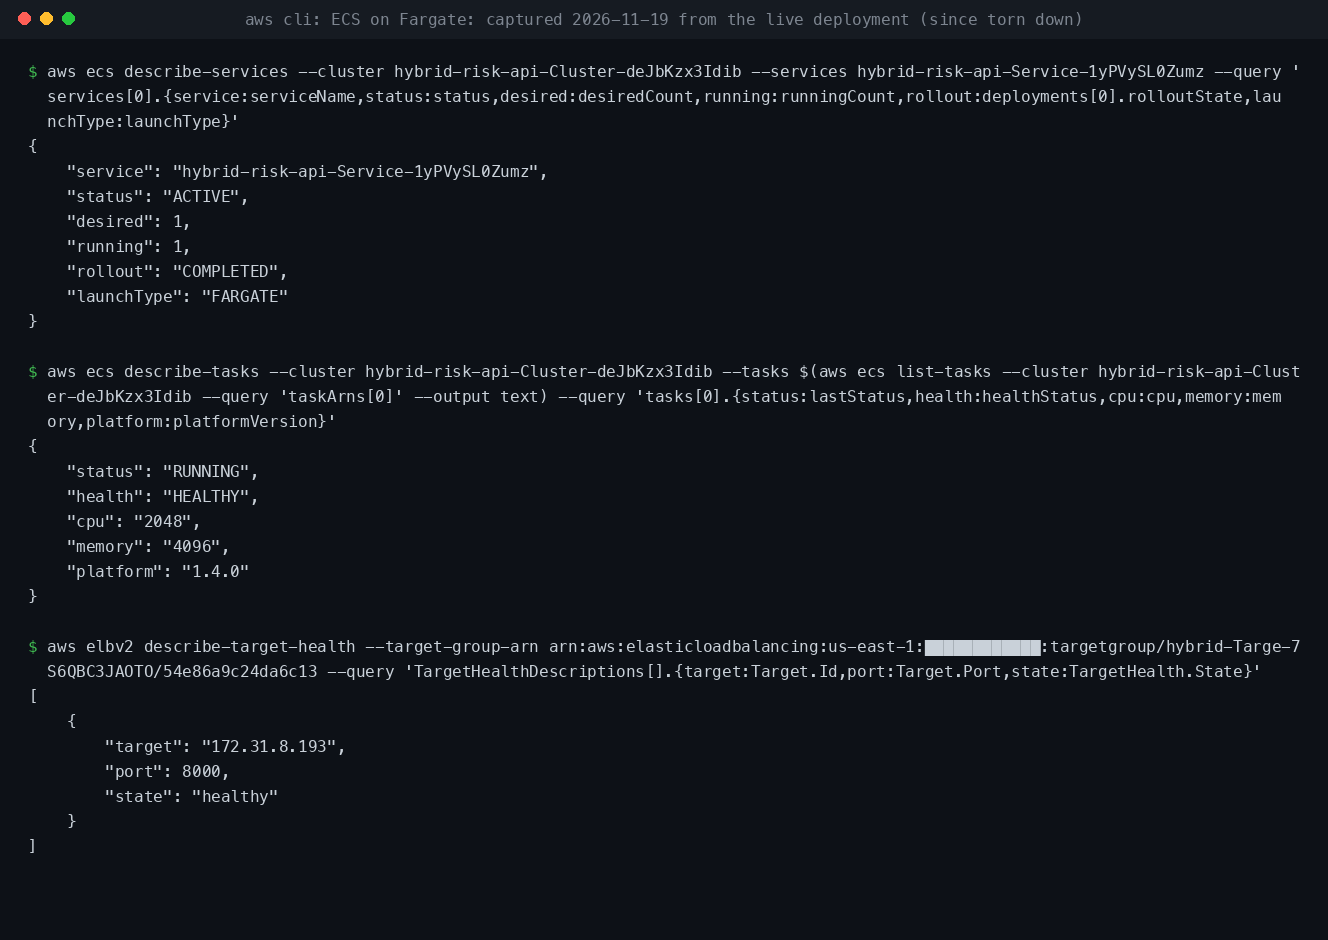 aws cli: ECS on Fargate: captured 2026-11-19 from the live deployment (since torn down)
$ aws ecs describe-services --cluster hybrid-risk-api-Cluster-deJbKzx3Idib --services hybrid-risk-api-Service-1yPVySL0Zumz --query '
services[0].{service:serviceName,status:status,desired:desiredCount,running:runningCount,rollout:deployments[0].rolloutState,lau
nchType:launchType}'
{
    "service": "hybrid-risk-api-Service-1yPVySL0Zumz",
    "status": "ACTIVE",
    "desired": 1,
    "running": 1,
    "rollout": "COMPLETED",
    "launchType": "FARGATE"
}
$ aws ecs describe-tasks --cluster hybrid-risk-api-Cluster-deJbKzx3Idib --tasks $(aws ecs list-tasks --cluster hybrid-risk-api-Clust
er-deJbKzx3Idib --query 'taskArns[0]' --output text) --query 'tasks[0].{status:lastStatus,health:healthStatus,cpu:cpu,memory:mem
ory,platform:platformVersion}'
{
    "status": "RUNNING",
    "health": "HEALTHY",
    "cpu": "2048",
    "memory": "4096",
    "platform": "1.4.0"
}
$ aws elbv2 describe-target-health --target-group-arn arn:aws:elasticloadbalancing:us-east-1:████████████:targetgroup/hybrid-Targe-7
S6QBC3JAOTO/54e86a9c24da6c13 --query 'TargetHealthDescriptions[].{target:Target.Id,port:Target.Port,state:TargetHealth.State}'
[
    {
        "target": "172.31.8.193",
        "port": 8000,
        "state": "healthy"
    }
]